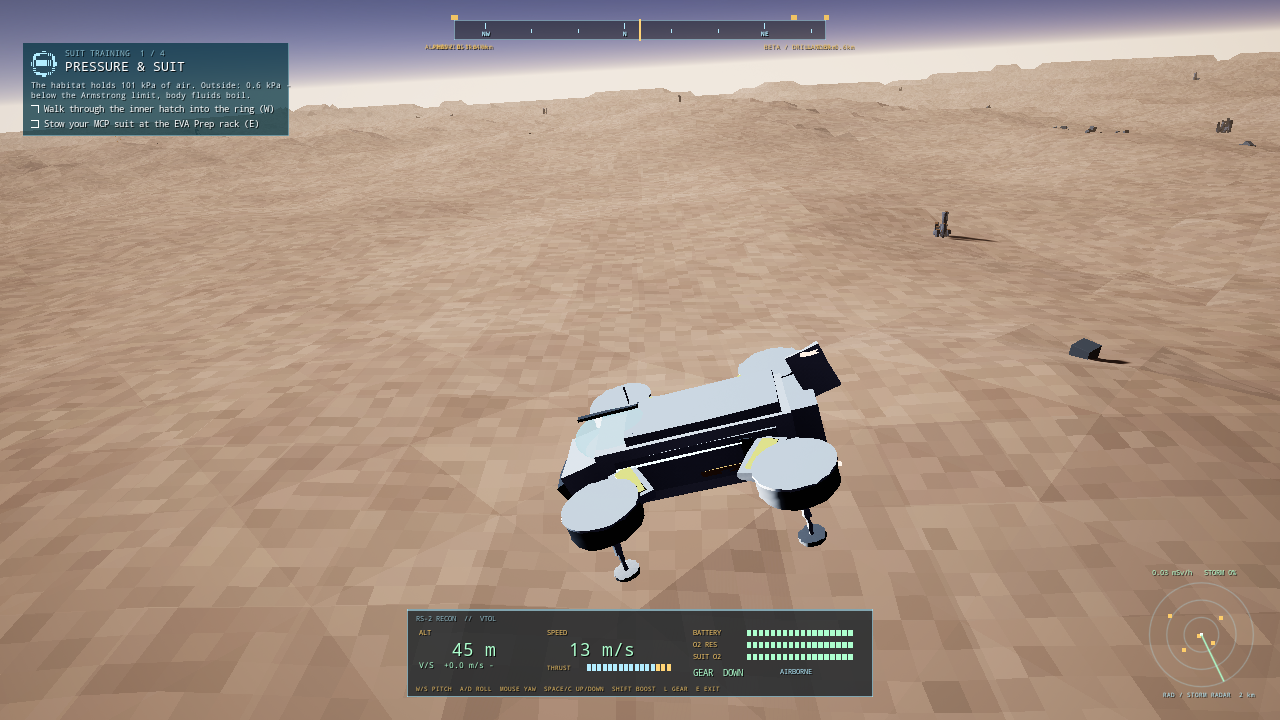 NW
N
NE
SUIT TRAINING 1 / 4
PRESSURE & SUIT
The habitat holds 101 kPa of air. Outside: 0.6 kPa -
below the Armstrong limit, body fluids boil.
Walk through the inner hatch into the ring (W)
Stow your MCP suit at the EVA Prep rack (E)
0.03 mSv/h STORM 0%
RS-2 RECON // VTOL
ALT
45 m
V/S +0.0 m/s -
SPEED
13 m/s
THRUST
BATTERY
O2 RES
SUIT O2
GEAR DOWN
AIRBORNE
W/S PITCH A/D ROLL MOUSE YAW SPACE/C UP/DOWN SHIFT BOOST L GEAR E EXIT
RAD / STORM RADAR 2 km